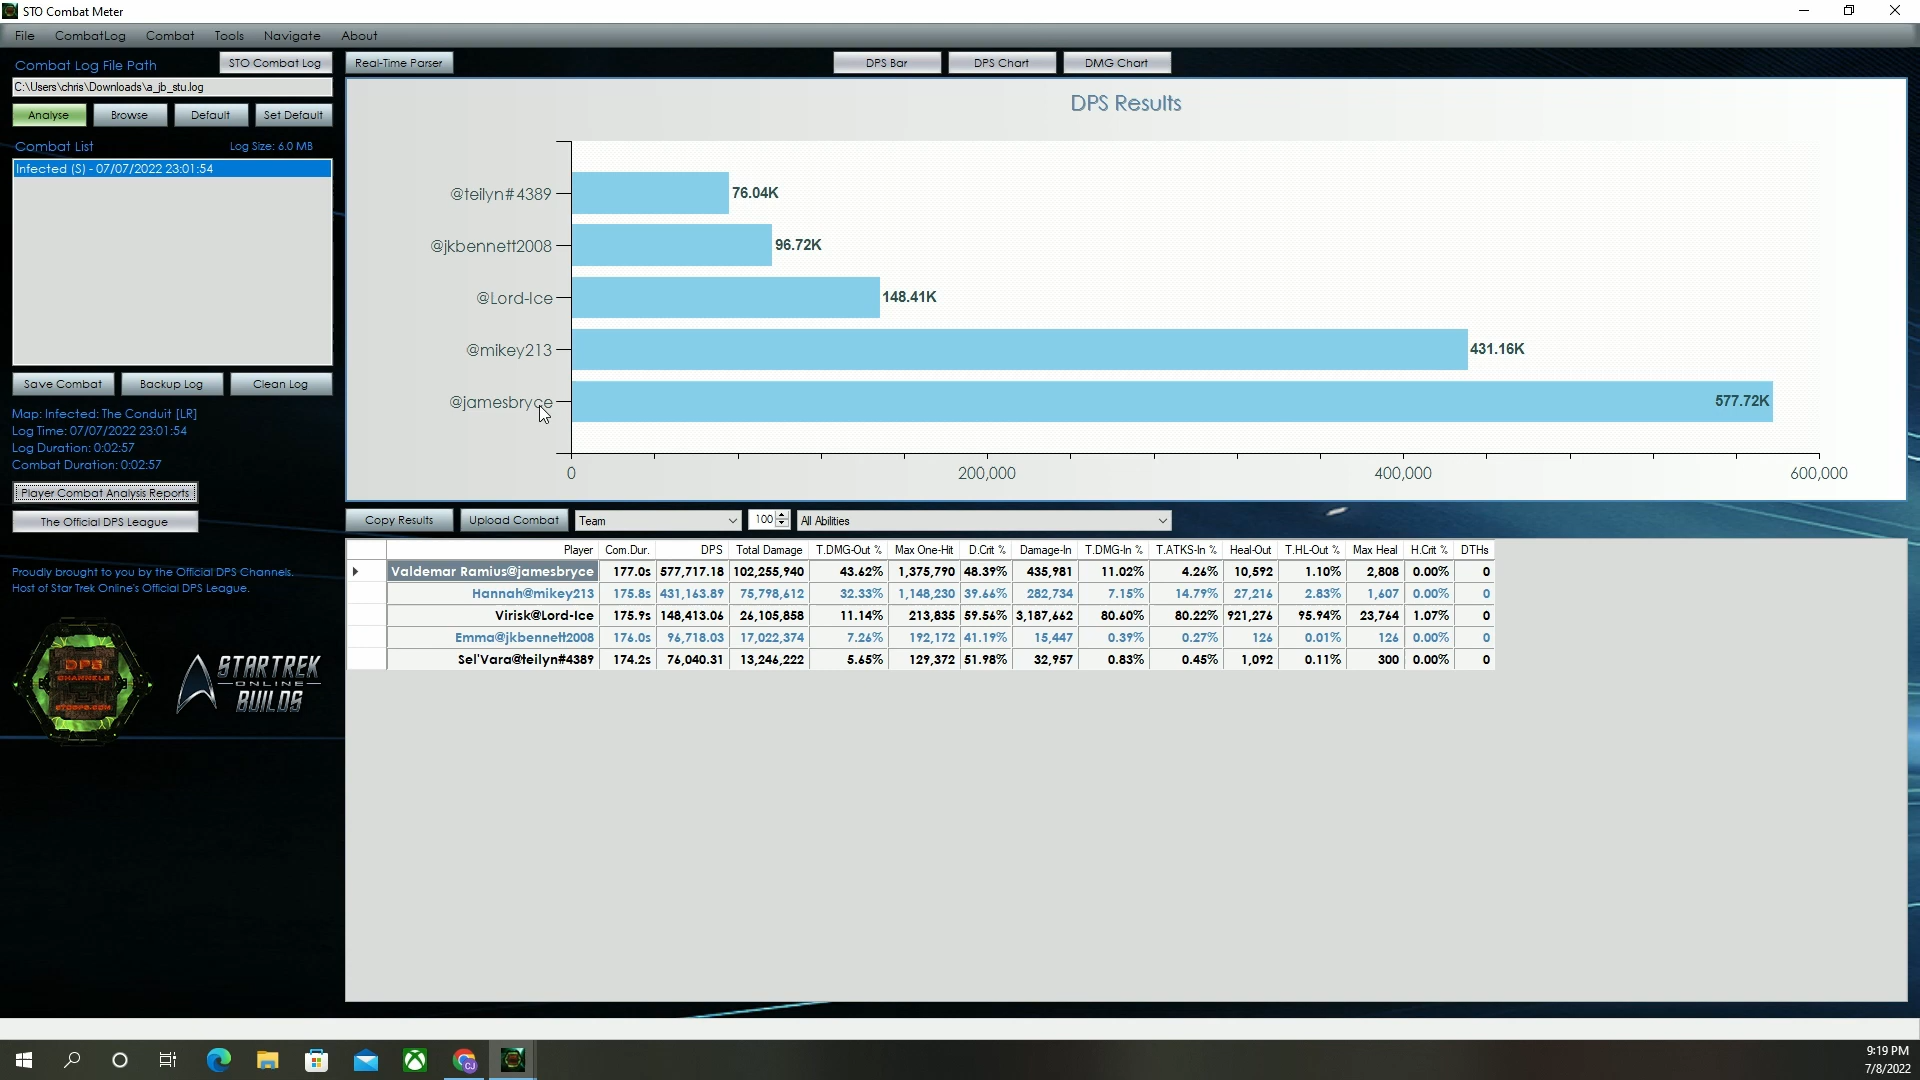 STO Combat Meter
File CombatLog Combat Tools Navigate About
Combat Log File Path STO Combat Log Real-Time Parser DPS Bar DPS Chart DMG Chart
C:\Users\chris\Downloads\a_jb_stu.log
Analyse Browse Default Set Default
Combat List Log Size: 6.0 MB
Infected (S) - 07/07/2022 23:01:54
Save Combat Backup Log Clean Log
Map: Infected: The Conduit [LR]
Log Time: 07/07/2022 23:01:54
Log Duration: 0:02:57
Combat Duration: 0:02:57
Player Combat Analysis Reports
The Official DPS League
Proudly brought to you by the Official DPS Channels.
Host of Star Trek Online's Official DPS League.
DPS
CHANNELS
STODPS.COM
STARTREK
ONLINE
BUILDS
DPS Results
@teilyn#4389 76.04K
@jkbennett2008 96.72K
@Lord-Ice 148.41K
@mikey213 431.16K
@jamesbryce 577.72K
0 200,000 400,000 600,000
Copy Results Upload Combat Team 100 All Abilities
Player Com.Dur. DPS Total Damage T.DMG-Out % Max One-Hit D.Crit % Damage-In T.DMG-In % T.ATKS-In % Heal-Out T.HL-Out % Max Heal H.Crit % DTHs
Valdemar Ramius@jamesbryce 177.0s 577,717.18 102,255,940 43.62% 1,375,790 48.39% 435,981 11.02% 4.26% 10,592 1.10% 2,808 0.00% 0
Hannah@mikey213 175.8s 431,163.89 75,798,612 32.33% 1,148,230 39.66% 282,734 7.15% 14.79% 27,216 2.83% 1,607 0.00% 0
Virisk@Lord-Ice 175.9s 148,413.06 26,105,858 11.14% 213,835 59.56% 3,187,662 80.60% 80.22% 921,276 95.94% 23,764 1.07% 0
Emma@jkbennett2008 176.0s 96,718.03 17,022,374 7.26% 192,172 41.19% 15,447 0.39% 0.27% 126 0.01% 126 0.00% 0
Sel'Vara@teilyn#4389 174.2s 76,040.31 13,246,222 5.65% 129,372 51.98% 32,957 0.83% 0.45% 1,092 0.11% 300 0.00% 0
CJ
9:19 PM
7/8/2022